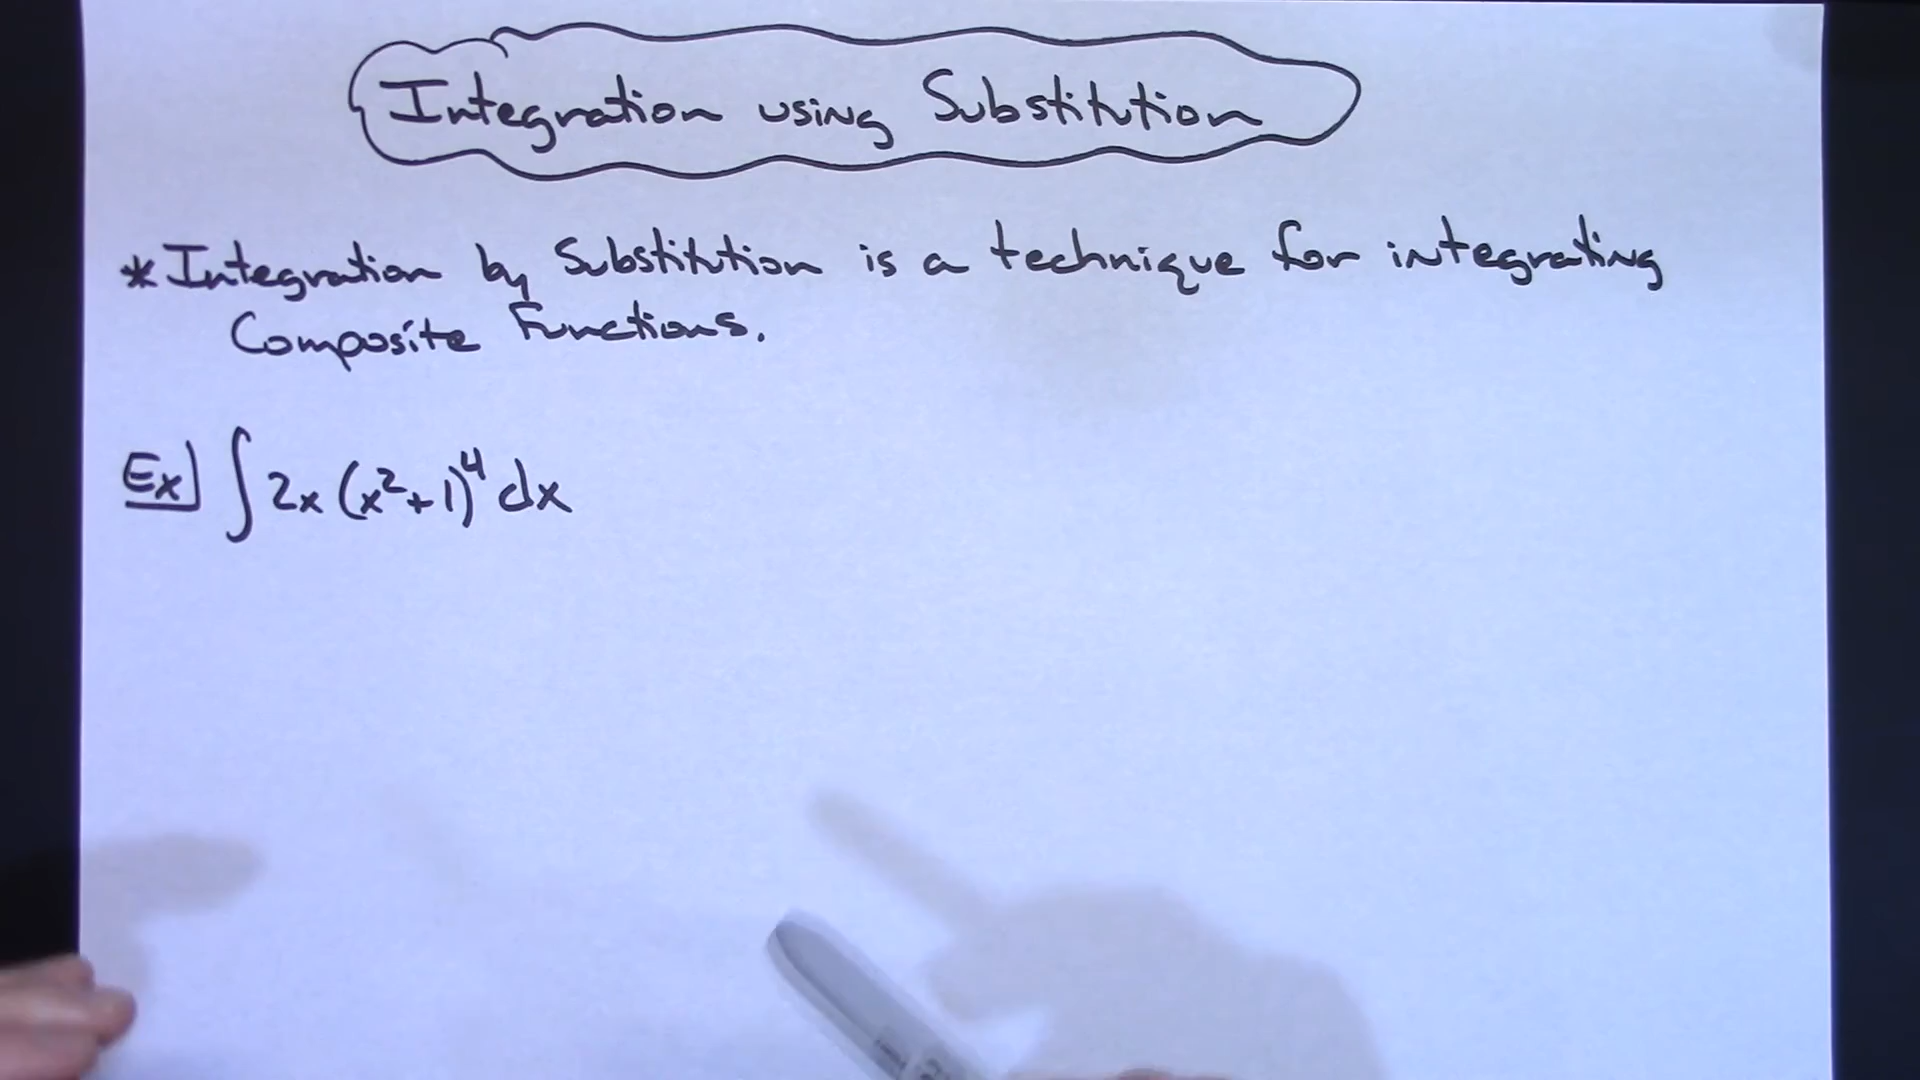 Integration using Substitution
*Integration by Substitution is a technique for integrating
Composite Functions.
Ex] ∫ 2x (x²+1)⁴ dx